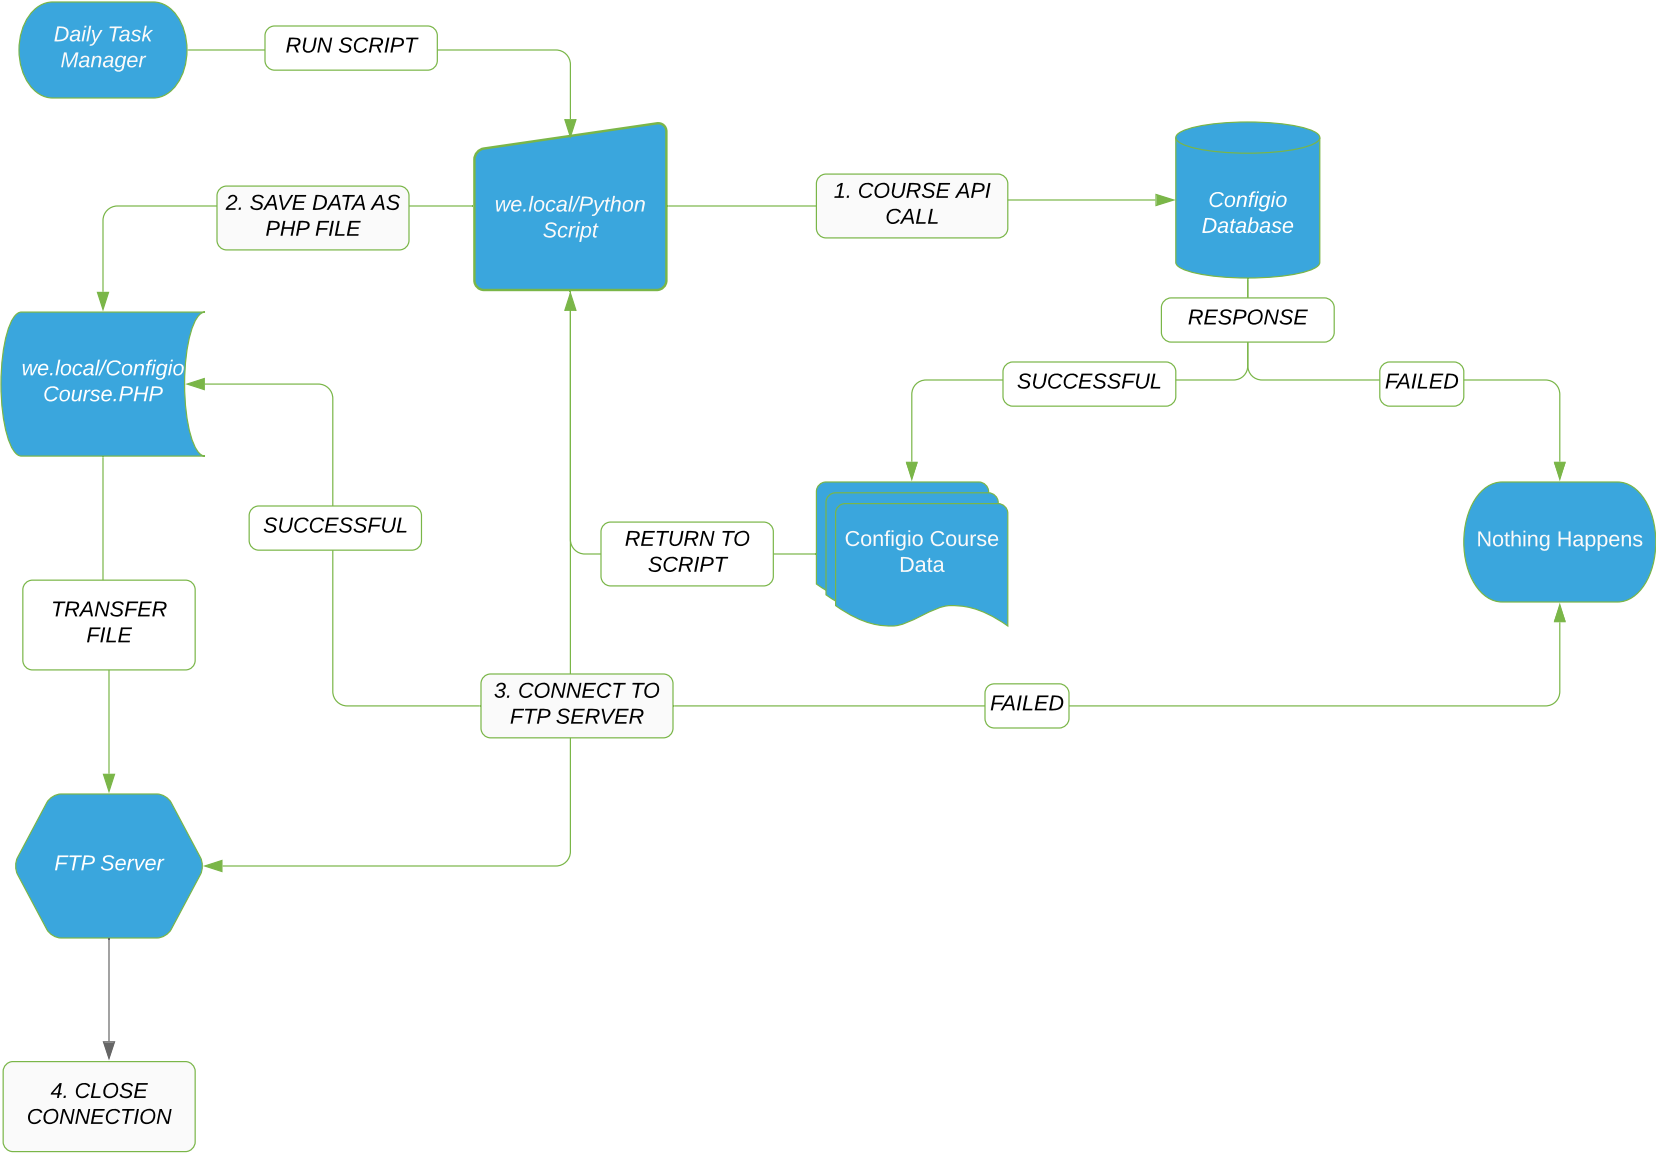 Daily Task
Manager
RUN SCRIPT
we.local/Python
Script
1. COURSE API
CALL
Configio
Database
2. SAVE DATA AS
PHP FILE
RESPONSE
SUCCESSFUL
FAILED
we.local/Configio
Course.PHP
SUCCESSFUL
RETURN TO
SCRIPT
Configio Course
Data
Nothing Happens
TRANSFER
FILE
3. CONNECT TO
FTP SERVER
FAILED
FTP Server
4. CLOSE
CONNECTION